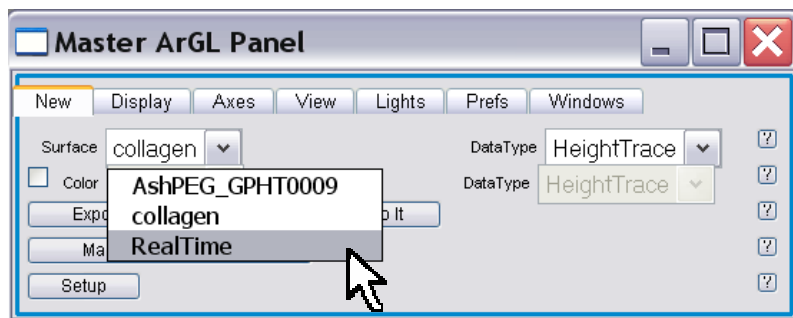 Master ArGL Panel
New Display Axes View Lights Prefs Windows
Surface collagen DataType HeightTrace ?
Color DataType HeightTrace ?
AshPEG_GPHT0009
collagen
RealTime
?
?
Setup ?